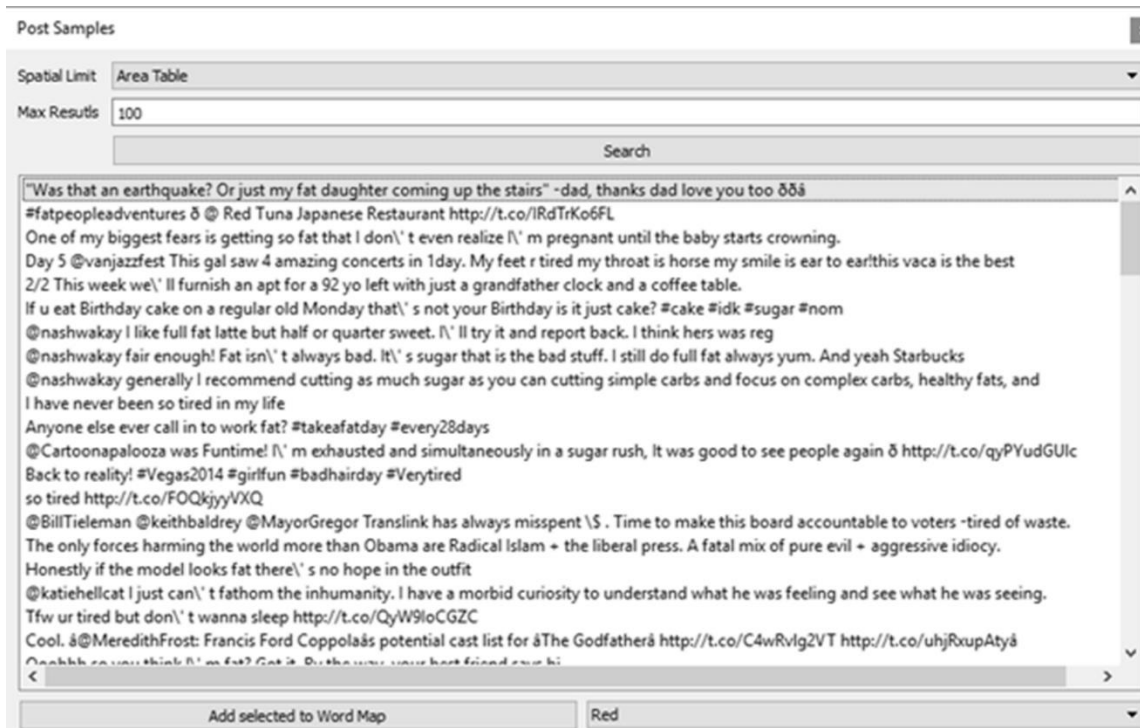 Post Samples
Spatial Limit Area Table
Max Resutls 100
Search
"Was that an earthquake? Or just my fat daughter coming up the stairs" -dad, thanks dad love you too ððâ
#fatpeopleadventures ð @ Red Tuna Japanese Restaurant http://t.co/IRdTrKo6FL
One of my biggest fears is getting so fat that I don\' t even realize I\' m pregnant until the baby starts crowning.
Day 5 @vanjazzfest This gal saw 4 amazing concerts in 1day. My feet r tired my throat is horse my smile is ear to ear!this vaca is the best
2/2 This week we\' ll furnish an apt for a 92 yo left with just a grandfather clock and a coffee table.
If u eat Birthday cake on a regular old Monday that\' s not your Birthday is it just cake? #cake #idk #sugar #nom
@nashwakay I like full fat latte but half or quarter sweet. I\' ll try it and report back. I think hers was reg
@nashwakay fair enough! Fat isn\' t always bad. It\' s sugar that is the bad stuff. I still do full fat always yum. And yeah Starbucks
@nashwakay generally I recommend cutting as much sugar as you can cutting simple carbs and focus on complex carbs, healthy fats, and
I have never been so tired in my life
Anyone else ever call in to work fat? #takeafatday #every28days
@Cartoonapalooza was Funtime! I\' m exhausted and simultaneously in a sugar rush, It was good to see people again ð http://t.co/qyPYudGUlc
Back to reality! #Vegas2014 #girlfun #badhairday #Verytired
so tired http://t.co/FOQkjyyVXQ
@BillTieleman @keithbaldrey @MayorGregor Translink has always misspent \$ . Time to make this board accountable to voters -tired of waste.
The only forces harming the world more than Obama are Radical Islam + the liberal press. A fatal mix of pure evil + aggressive idiocy.
Honestly if the model looks fat there\' s no hope in the outfit
@katiehellcat I just can\' t fathom the inhumanity. I have a morbid curiosity to understand what he was feeling and see what he was seeing.
Tfw ur tired but don\' t wanna sleep http://t.co/QyW9loCGZC
Cool. â@MeredithFrost: Francis Ford Coppolaâs potential cast list for âThe Godfatherâ http://t.co/C4wRvlg2VT http://t.co/uhjRxupAtyâ
so you think I\' m fat? Got it. By the way, your best friend says hi
Add selected to Word Map Red